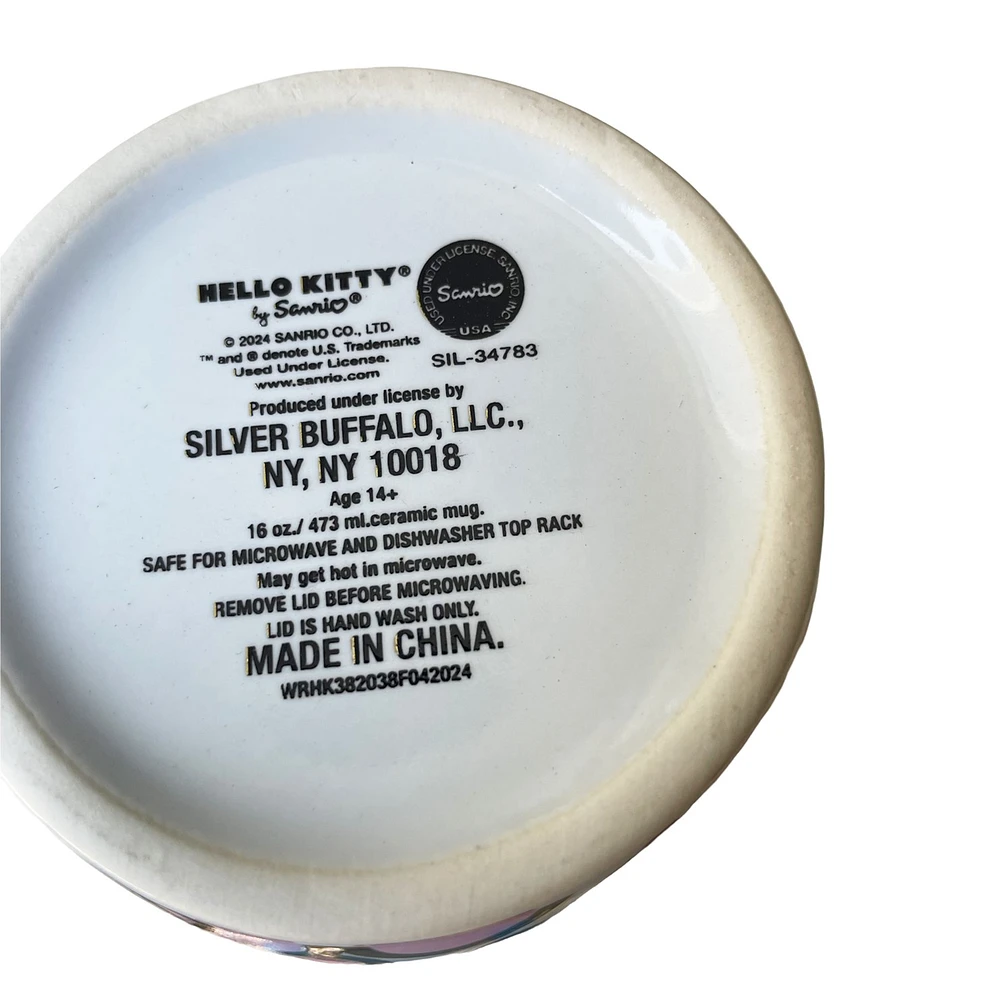 HELLO KITTY®
by Sanrio®
© 2024 SANRIO CO., LTD.
™ and ® denote U.S. Trademarks
Used Under License.
www.sanrio.com
USED UNDER LICENSE. SANRIO, INC.
Sanrio
USA
SIL-34783
Produced under license by
SILVER BUFFALO, LLC.,
NY, NY 10018
Age 14+
16 oz./ 473 ml.ceramic mug.
SAFE FOR MICROWAVE AND DISHWASHER TOP RACK
May get hot in microwave.
REMOVE LID BEFORE MICROWAVING.
LID IS HAND WASH ONLY.
MADE IN CHINA.
WRHK382038F042024